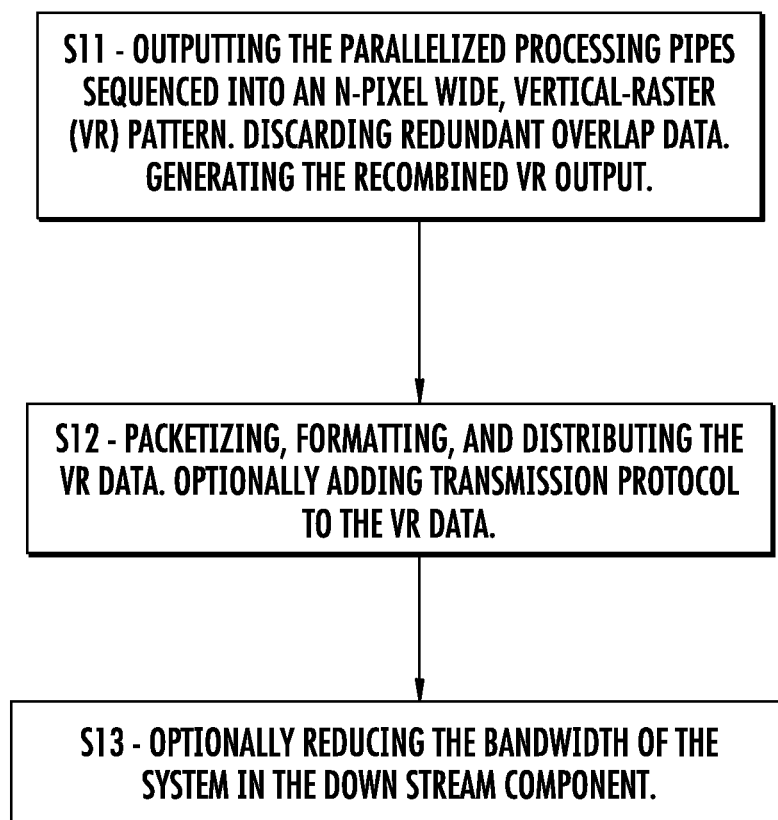 S11 - OUTPUTTING THE PARALLELIZED PROCESSING PIPES
SEQUENCED INTO AN N-PIXEL WIDE, VERTICAL-RASTER
(VR) PATTERN. DISCARDING REDUNDANT OVERLAP DATA.
GENERATING THE RECOMBINED VR OUTPUT.
S12 - PACKETIZING, FORMATTING, AND DISTRIBUTING THE
VR DATA. OPTIONALLY ADDING TRANSMISSION PROTOCOL
TO THE VR DATA.
S13 - OPTIONALLY REDUCING THE BANDWIDTH OF THE
SYSTEM IN THE DOWN STREAM COMPONENT.